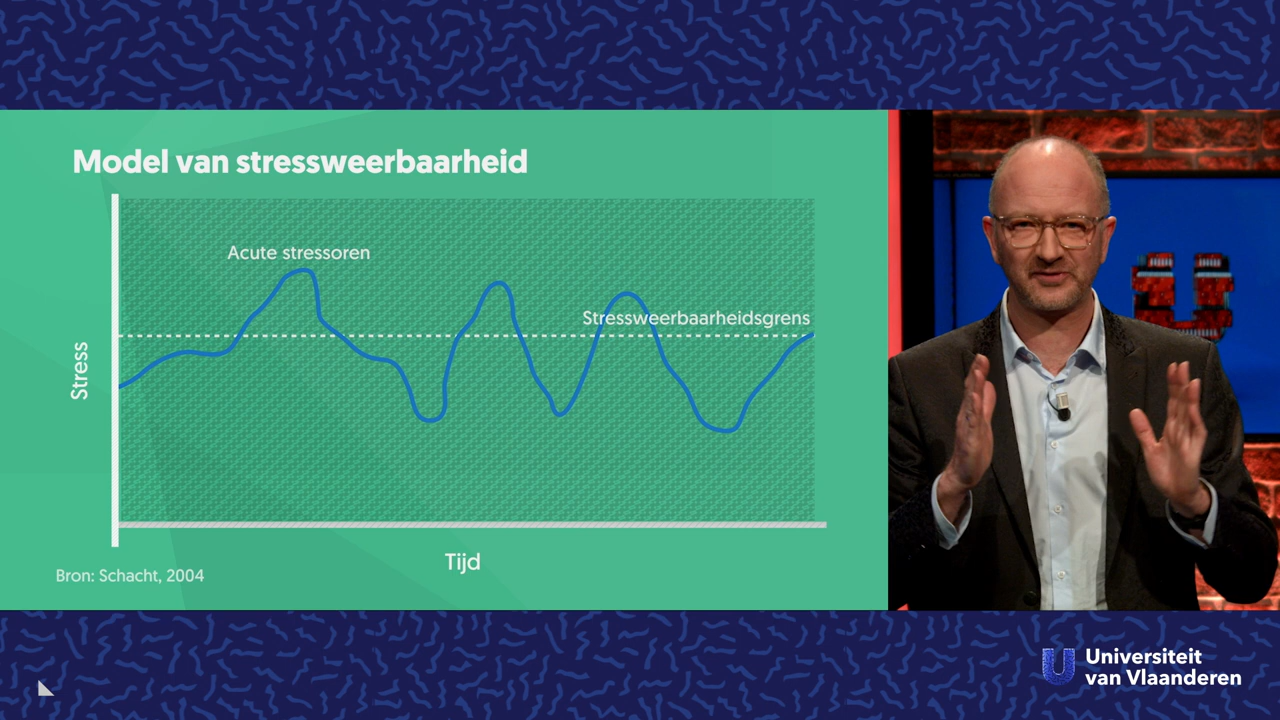 Model van stressweerbaarheid
Acute stressoren
Stressweerbaarheidsgrens
Stress
Tijd
Bron: Schacht, 2004
Universiteit
van Vlaanderen